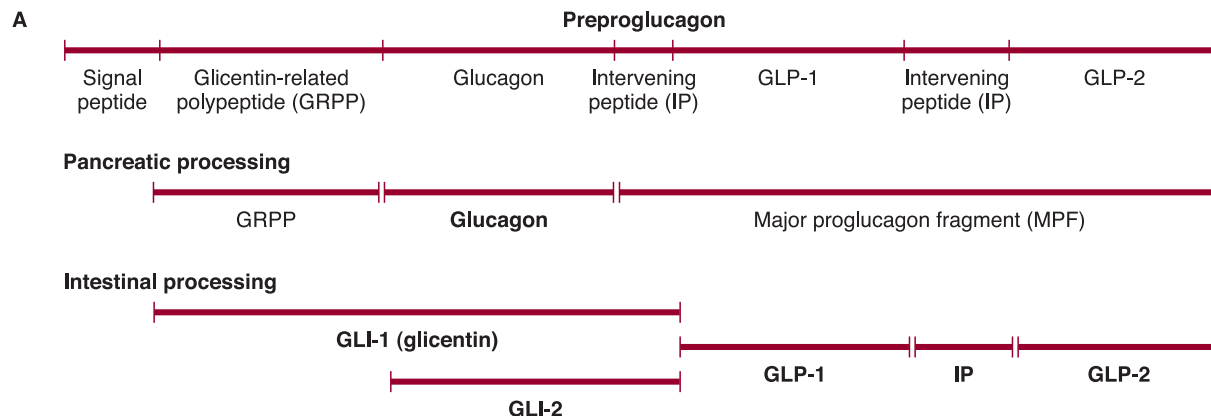 A
Preproglucagon
Signal
peptide
Glicentin-related
polypeptide (GRPP)
Glucagon
Intervening
peptide (IP)
GLP-1
Intervening
peptide (IP)
GLP-2
Pancreatic processing
GRPP
Glucagon
Major proglucagon fragment (MPF)
Intestinal processing
GLI-1 (glicentin)
GLP-1
IP
GLP-2
GLI-2